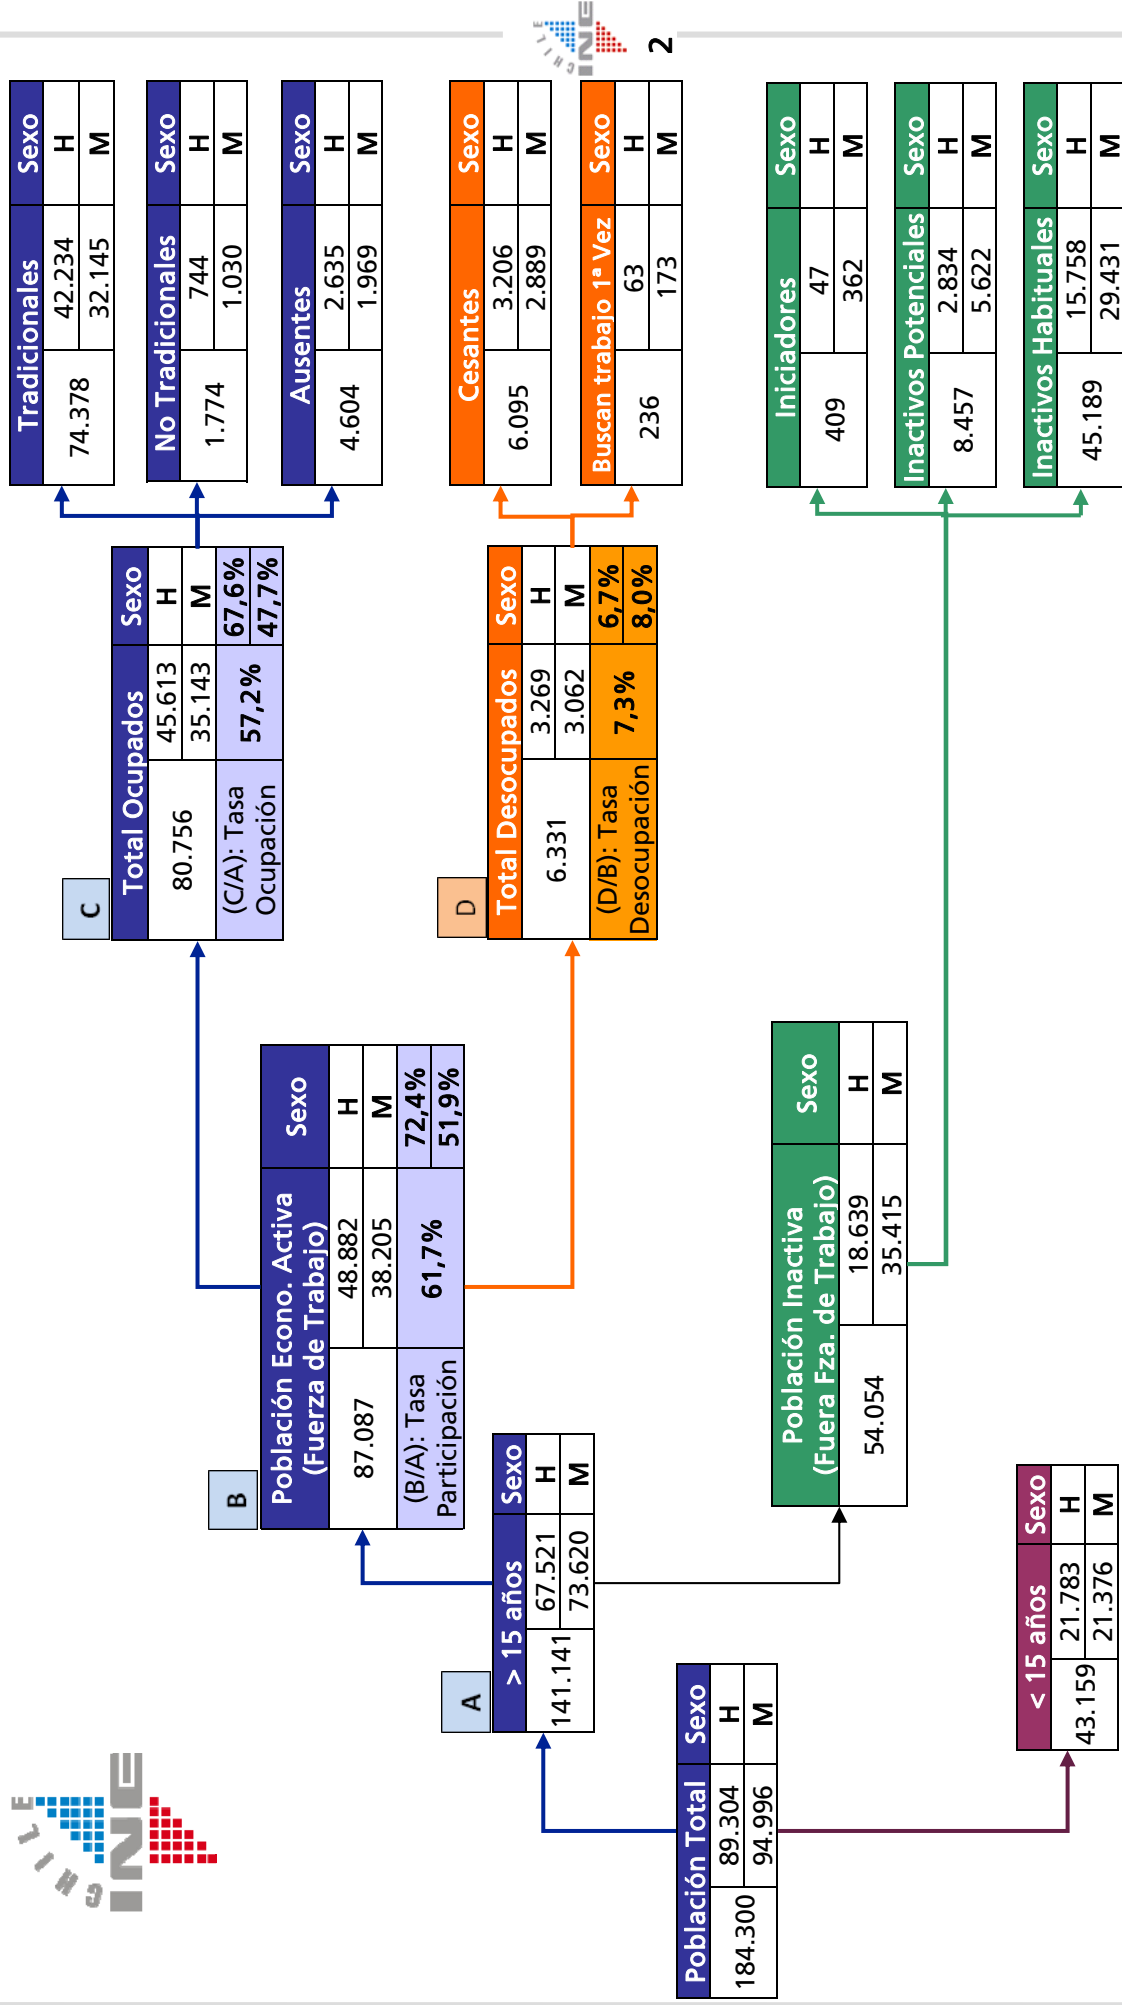 CHILE
INE
Población Total Sexo
184.300 89.304 H
94.996 M
A
> 15 años Sexo
141.141 67.521 H
73.620 M
< 15 años Sexo
43.159 21.783 H
21.376 M
B
Población Econo. Activa
(Fuerza de Trabajo) Sexo
87.087 48.882 H
38.205 M
(B/A): Tasa
Participación 61,7% 72,4%
51,9%
Población Inactiva
(Fuera Fza. de Trabajo) Sexo
54.054 18.639 H
35.415 M
C
Total Ocupados Sexo
80.756 45.613 H
35.143 M
(C/A): Tasa
Ocupación 57,2% 67,6%
47,7%
D
Total Desocupados Sexo
6.331 3.269 H
3.062 M
(D/B): Tasa
Desocupación 7,3% 6,7%
8,0%
Tradicionales Sexo
74.378 42.234 H
32.145 M
No Tradicionales Sexo
1.774 744 H
1.030 M
Ausentes Sexo
4.604 2.635 H
1.969 M
Cesantes Sexo
6.095 3.206 H
2.889 M
Buscan trabajo 1ª Vez Sexo
236 63 H
173 M
Iniciadores Sexo
409 47 H
362 M
Inactivos Potenciales Sexo
8.457 2.834 H
5.622 M
Inactivos Habituales Sexo
45.189 15.758 H
29.431 M
CHILE
INE
2